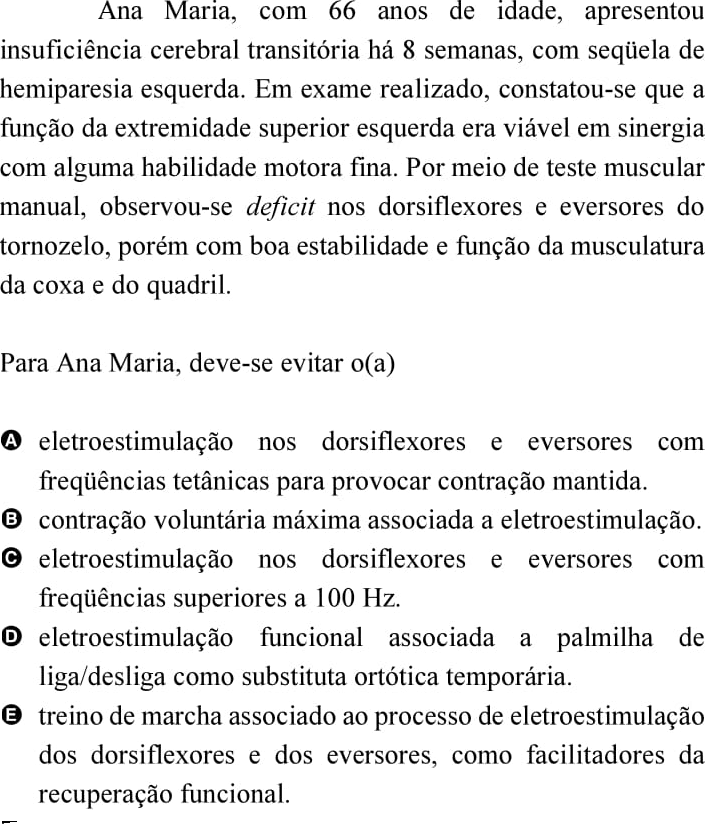 Ana Maria, com 66 anos de idade, apresentou
insuficiência cerebral transitória há 8 semanas, com seqüela de
hemiparesia esquerda. Em exame realizado, constatou-se que a
função da extremidade superior esquerda era viável em sinergia
com alguma habilidade motora fina. Por meio de teste muscular
manual, observou-se deficit nos dorsiflexores e eversores do
tornozelo, porém com boa estabilidade e função da musculatura
da coxa e do quadril.
Para Ana Maria, deve-se evitar o(a)
A eletroestimulação nos dorsiflexores e eversores com
freqüências tetânicas para provocar contração mantida.
B contração voluntária máxima associada a eletroestimulação.
C eletroestimulação nos dorsiflexores e eversores com
freqüências superiores a 100 Hz.
D eletroestimulação funcional associada a palmilha de
liga/desliga como substituta ortótica temporária.
E treino de marcha associado ao processo de eletroestimulação
dos dorsiflexores e dos eversores, como facilitadores da
recuperação funcional.